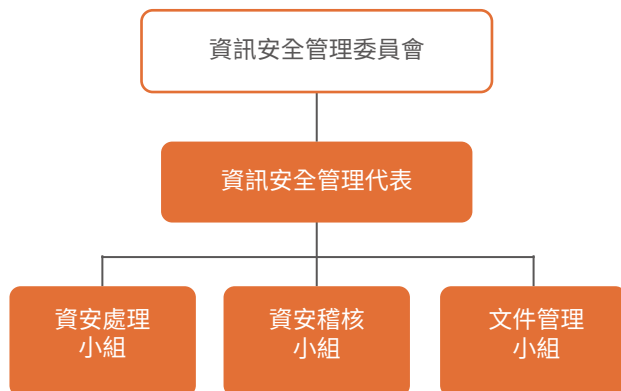 資訊安全管理委員會
資訊安全管理代表
資安處理
小組
資安稽核
小組
文件管理
小組